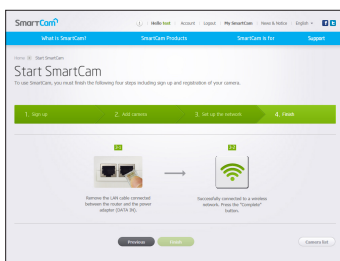 SmartCam
Hello test Account Logout My SmartCam News & Notice English
What is SmartCam? SmartCam Products SmartCam is for Support
Home Start SmartCam
Start SmartCam
To use SmartCam, you must finish the following four steps including sign up and registration of your camera.
1. Sign up 2. Add camera 3. Set up the network 4. Finish
Remove the LAN cable connected
between the router and the power
adapter (DATA IN).
Successfully connected to a wireless
network. Press the "Complete"
button.
Previous Finish Camera list